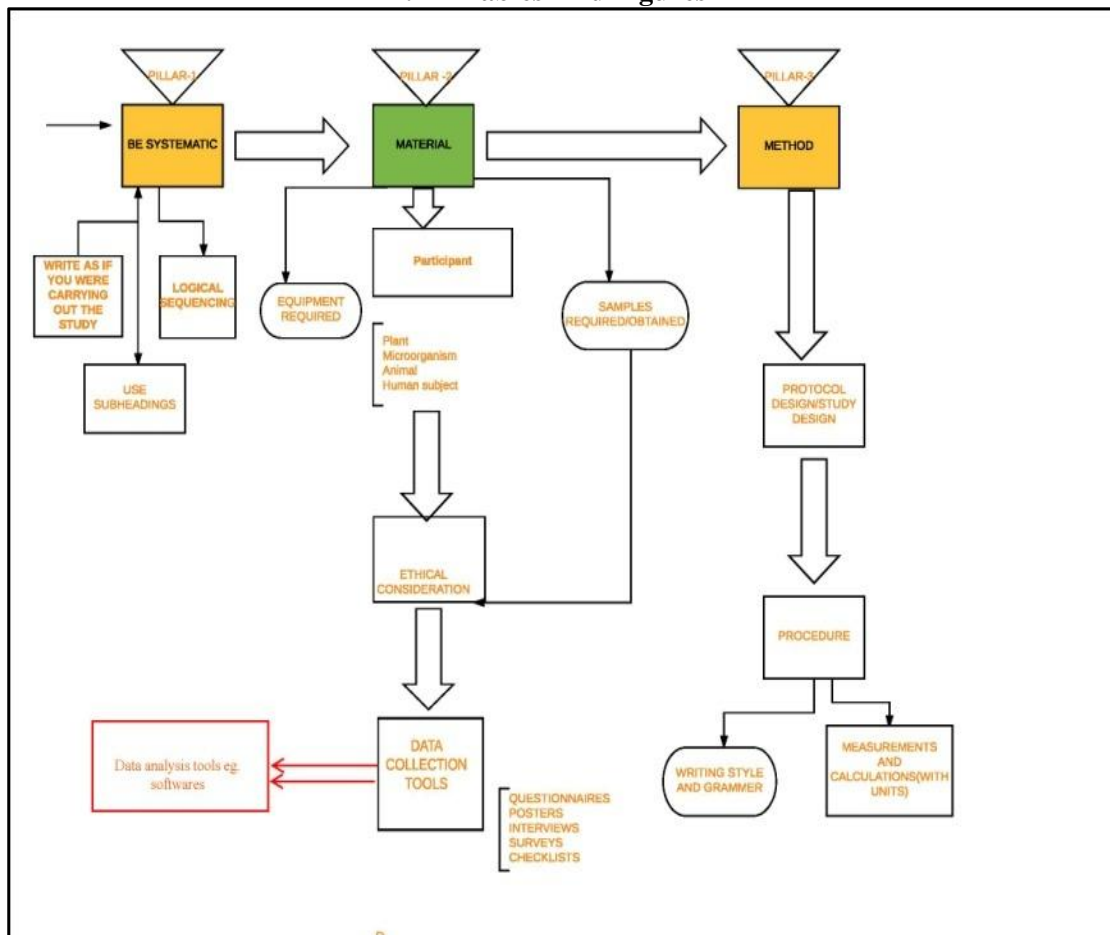 PILLAR-1
PILLAR -2
PILLAR-3
BE SYSTEMATIC
MATERIAL
METHOD
WRITE AS IF
YOU WERE
CARRYING
OUT THE
STUDY
LOGICAL
SEQUENCING
USE
SUBHEADINGS
EQUIPMENT
REQUIRED
Participant
SAMPLES
REQUIRED/OBTAINED
Plant
Microorganism
Animal
Human subject
ETHICAL
CONSIDERATION
DATA
COLLECTION
TOOLS
Data analysis tools eg.
softwares
QUESTIONNAIRES
POSTERS
INTERVIEWS
SURVEYS
CHECKLISTS
PROTOCOL
DESIGN/STUDY
DESIGN
PROCEDURE
WRITING STYLE
AND GRAMMER
MEASUREMENTS
AND
CALCULATIONS(WITH
UNITS)